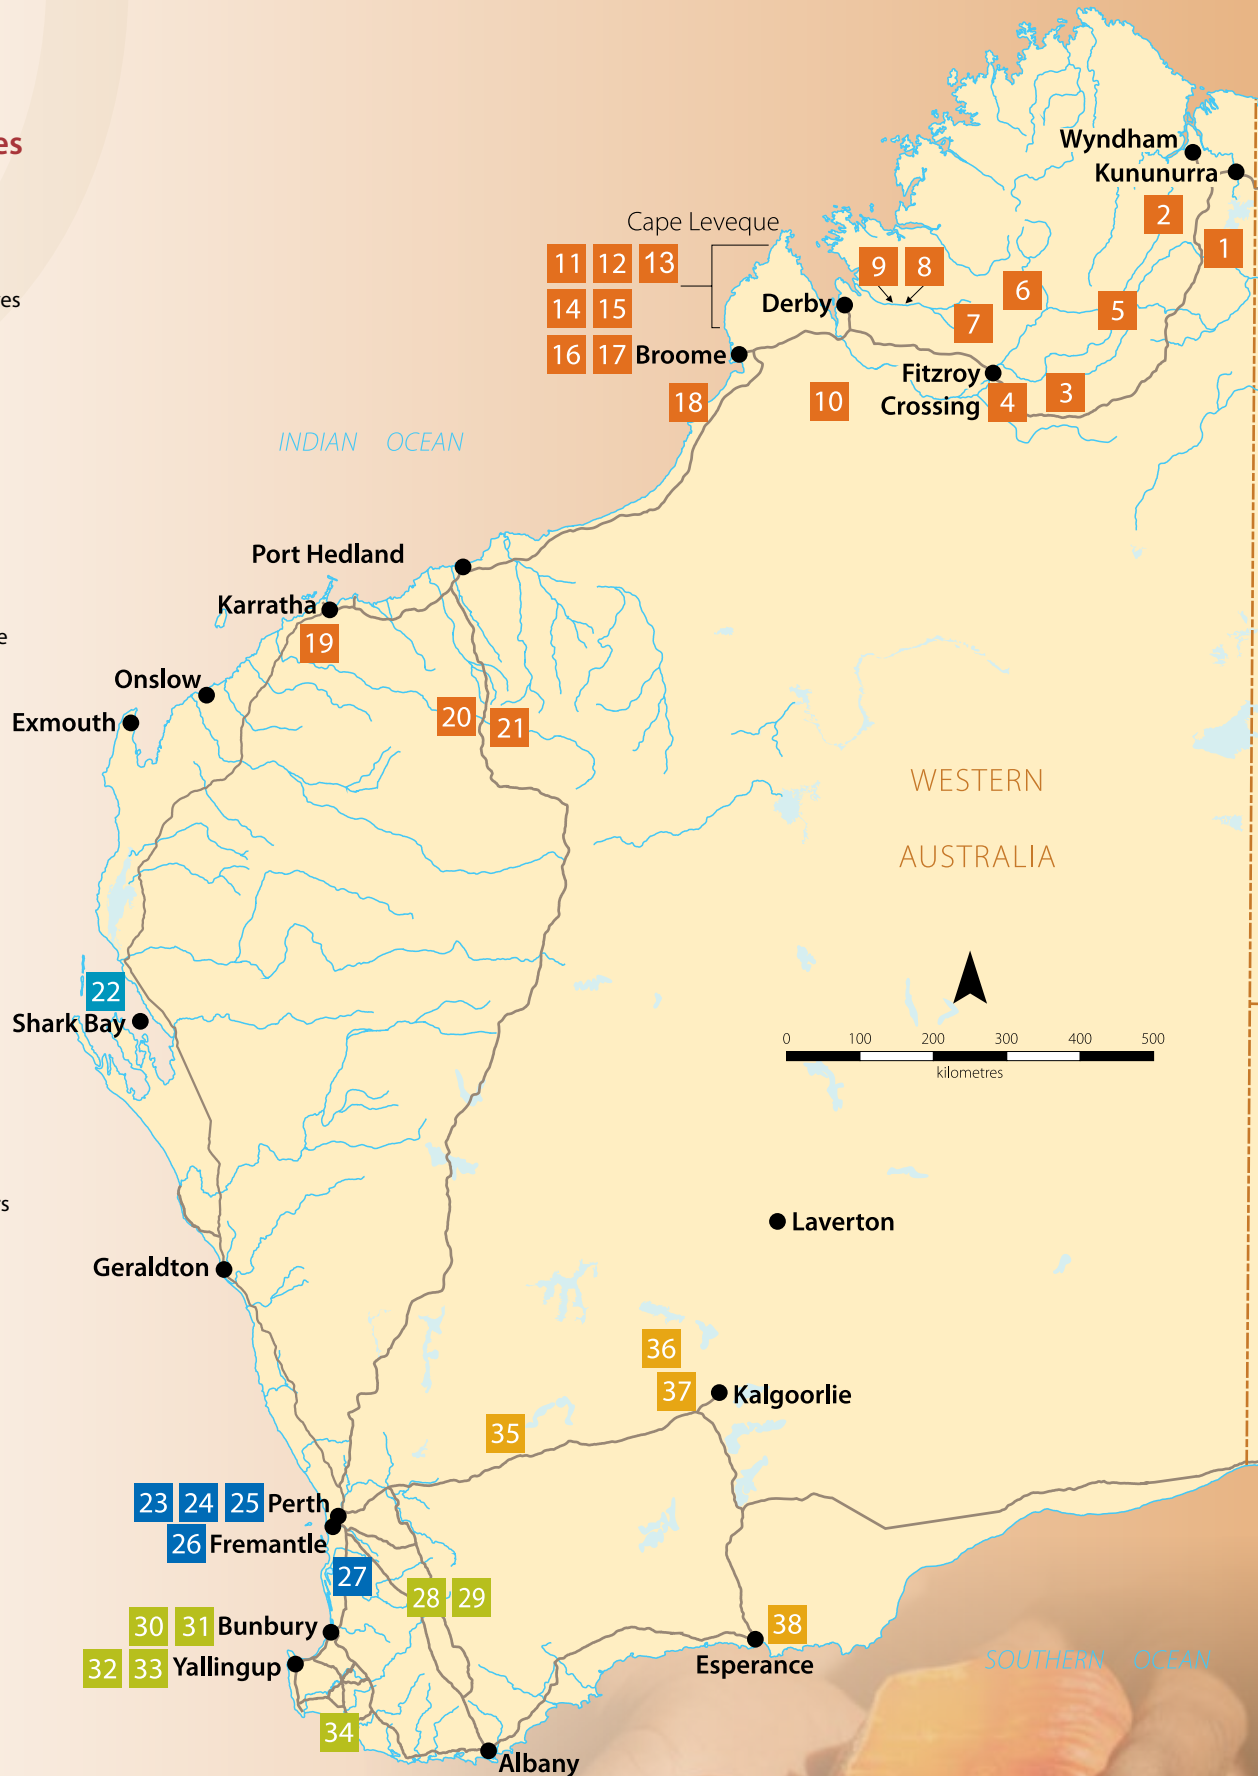 es
Wyndham
Kununurra
2
Cape Leveque
1
11 12 13
9 8
6
14 15
Derby
7
5
16 17 Broome
Fitzroy
Crossing
3
18
10
4
es
INDIAN OCEAN
Port Hedland
Karratha
19
e
Onslow
20
21
Exmouth
WESTERN
AUSTRALIA
22
Shark Bay
0 100 200 300 400 500
kilometres
rs
Laverton
Geraldton
36
37
Kalgoorlie
35
23 24 25 Perth
26 Fremantle
27
28 29
30 31 Bunbury
38
32 33 Yallingup
Esperance
SOUTHERN OCEAN
34
Albany